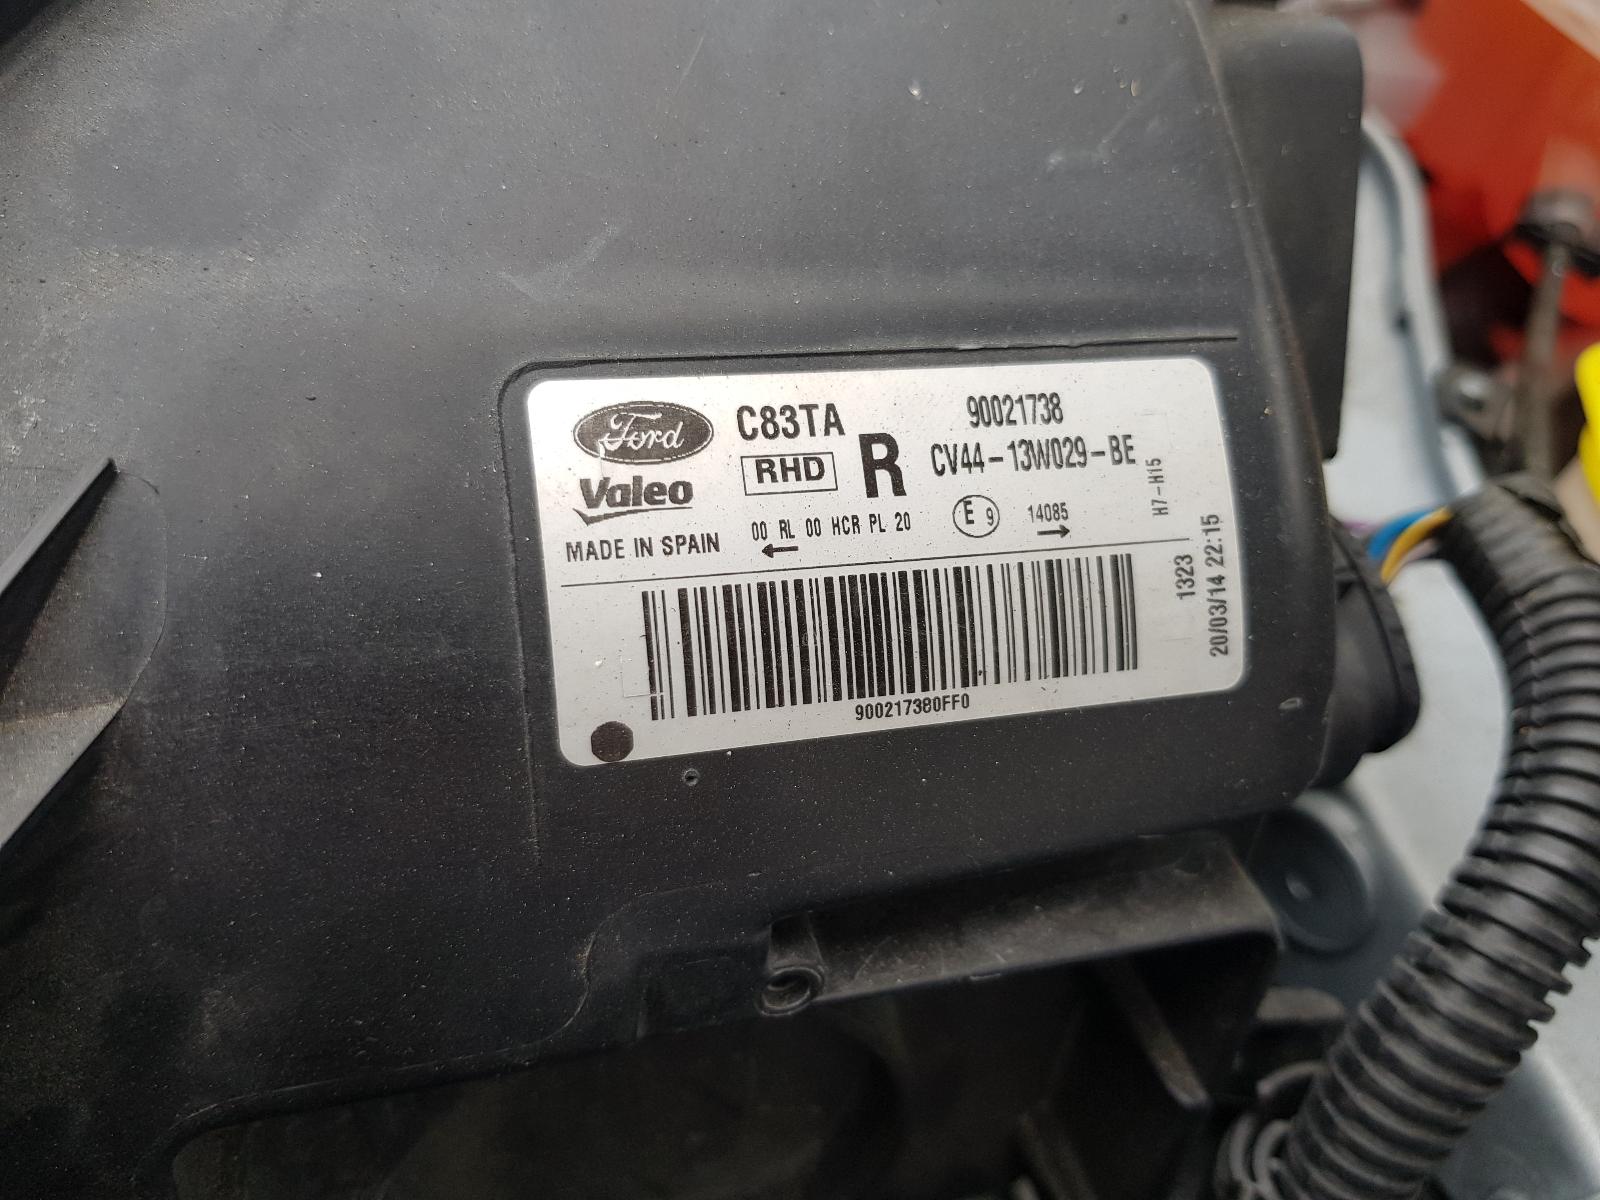 Ford
C83TA
90021738
Valeo
RHD
R
CV44-13W029-BE
MADE IN SPAIN
00 RL 00 HCR PL 20
E 9
14085
H7-H15
1323
20/03/14 22:15
900217380FF0